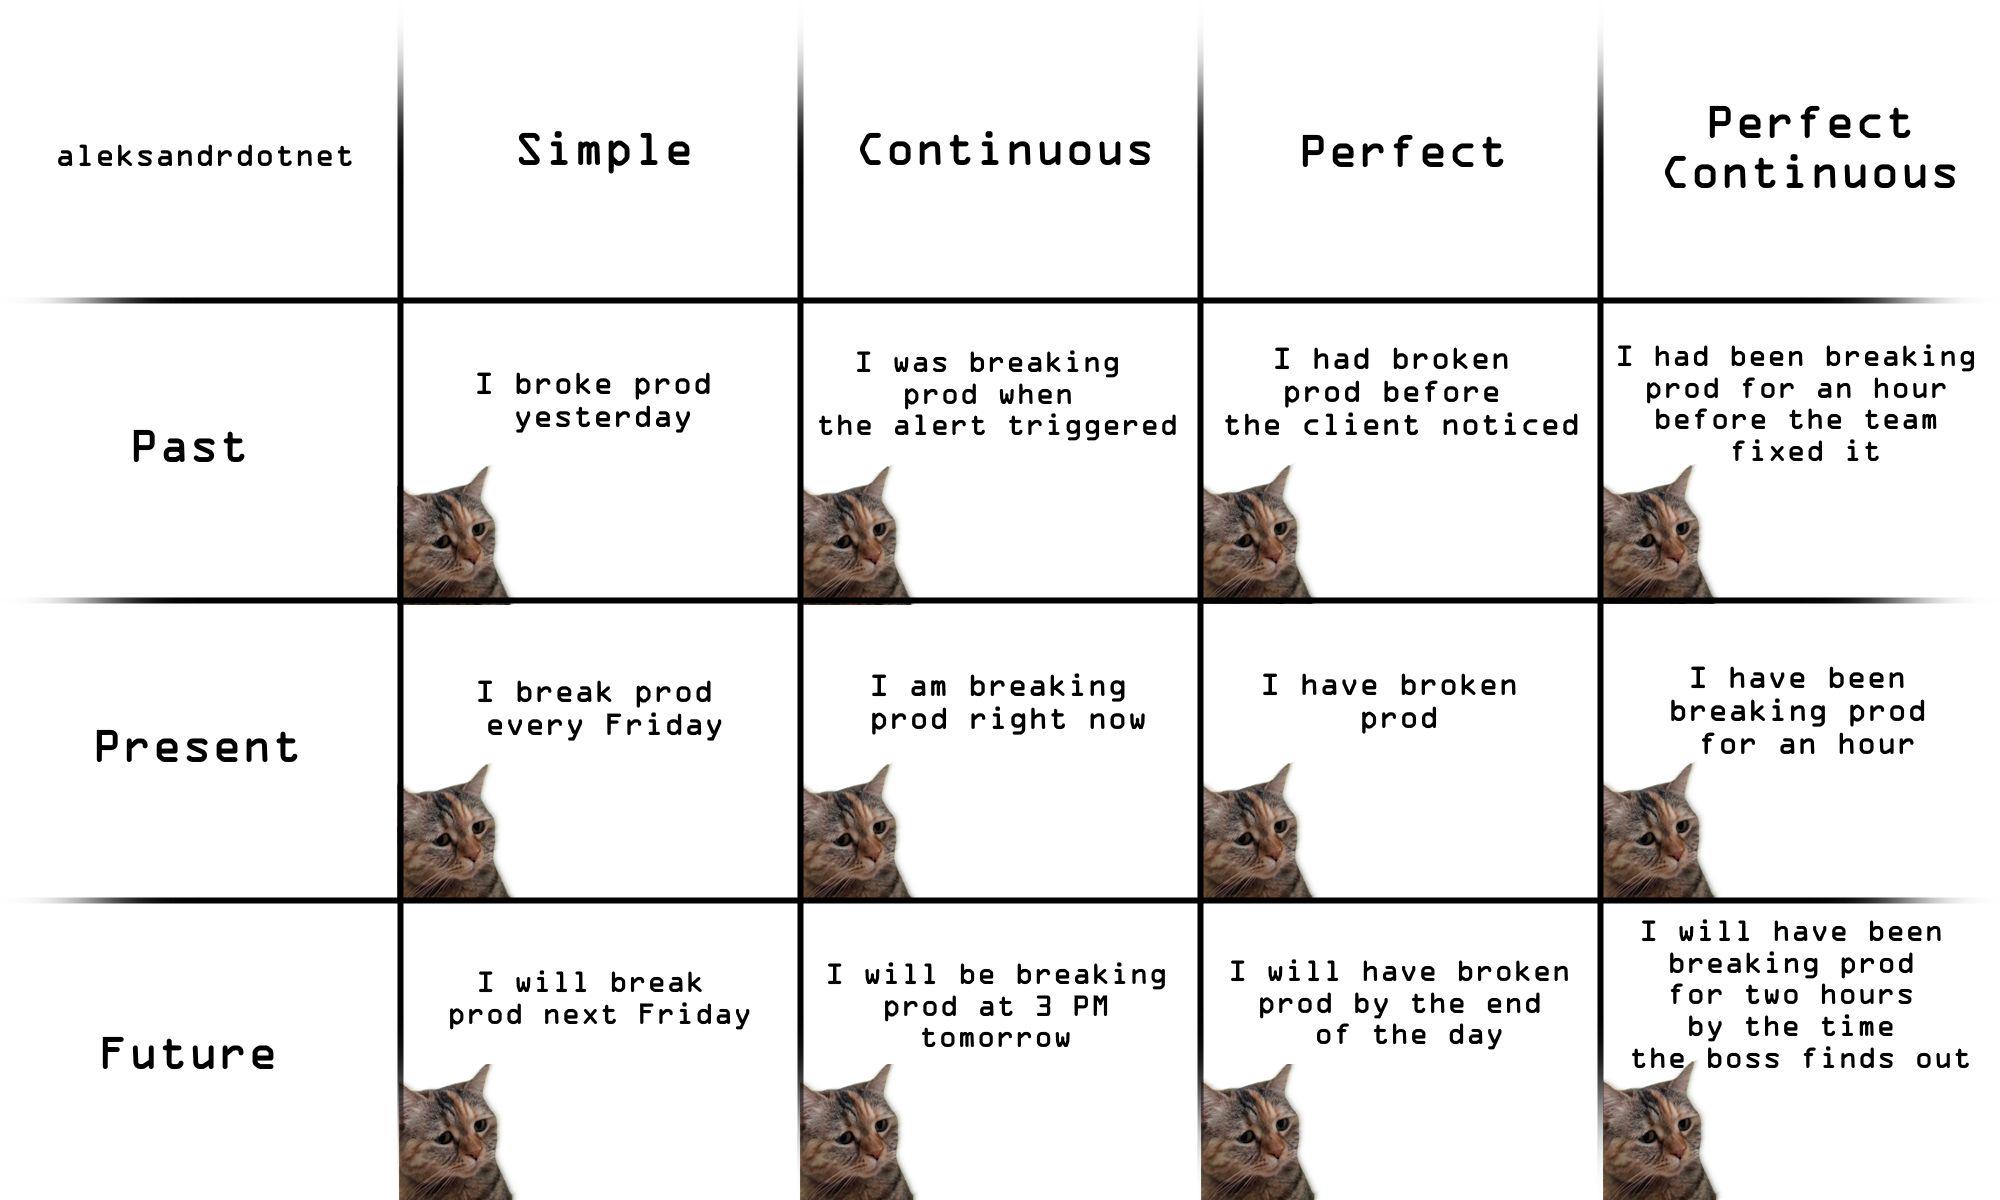 aleksandrdotnet
Simple
Continuous
Perfect
Perfect
Continuous
Past
I broke prod
yesterday
I was breaking
prod when
the alert triggered
I had broken
prod before
the client noticed
I had been breaking
prod for an hour
before the team
fixed it
Present
I break prod
every Friday
I am breaking
prod right now
I have broken
prod
I have been
breaking prod
for an hour
Future
I will break
prod next Friday
I will be breaking
prod at 3 PM
tomorrow
I will have broken
prod by the end
of the day
I will have been
breaking prod
for two hours
by the time
the boss finds out